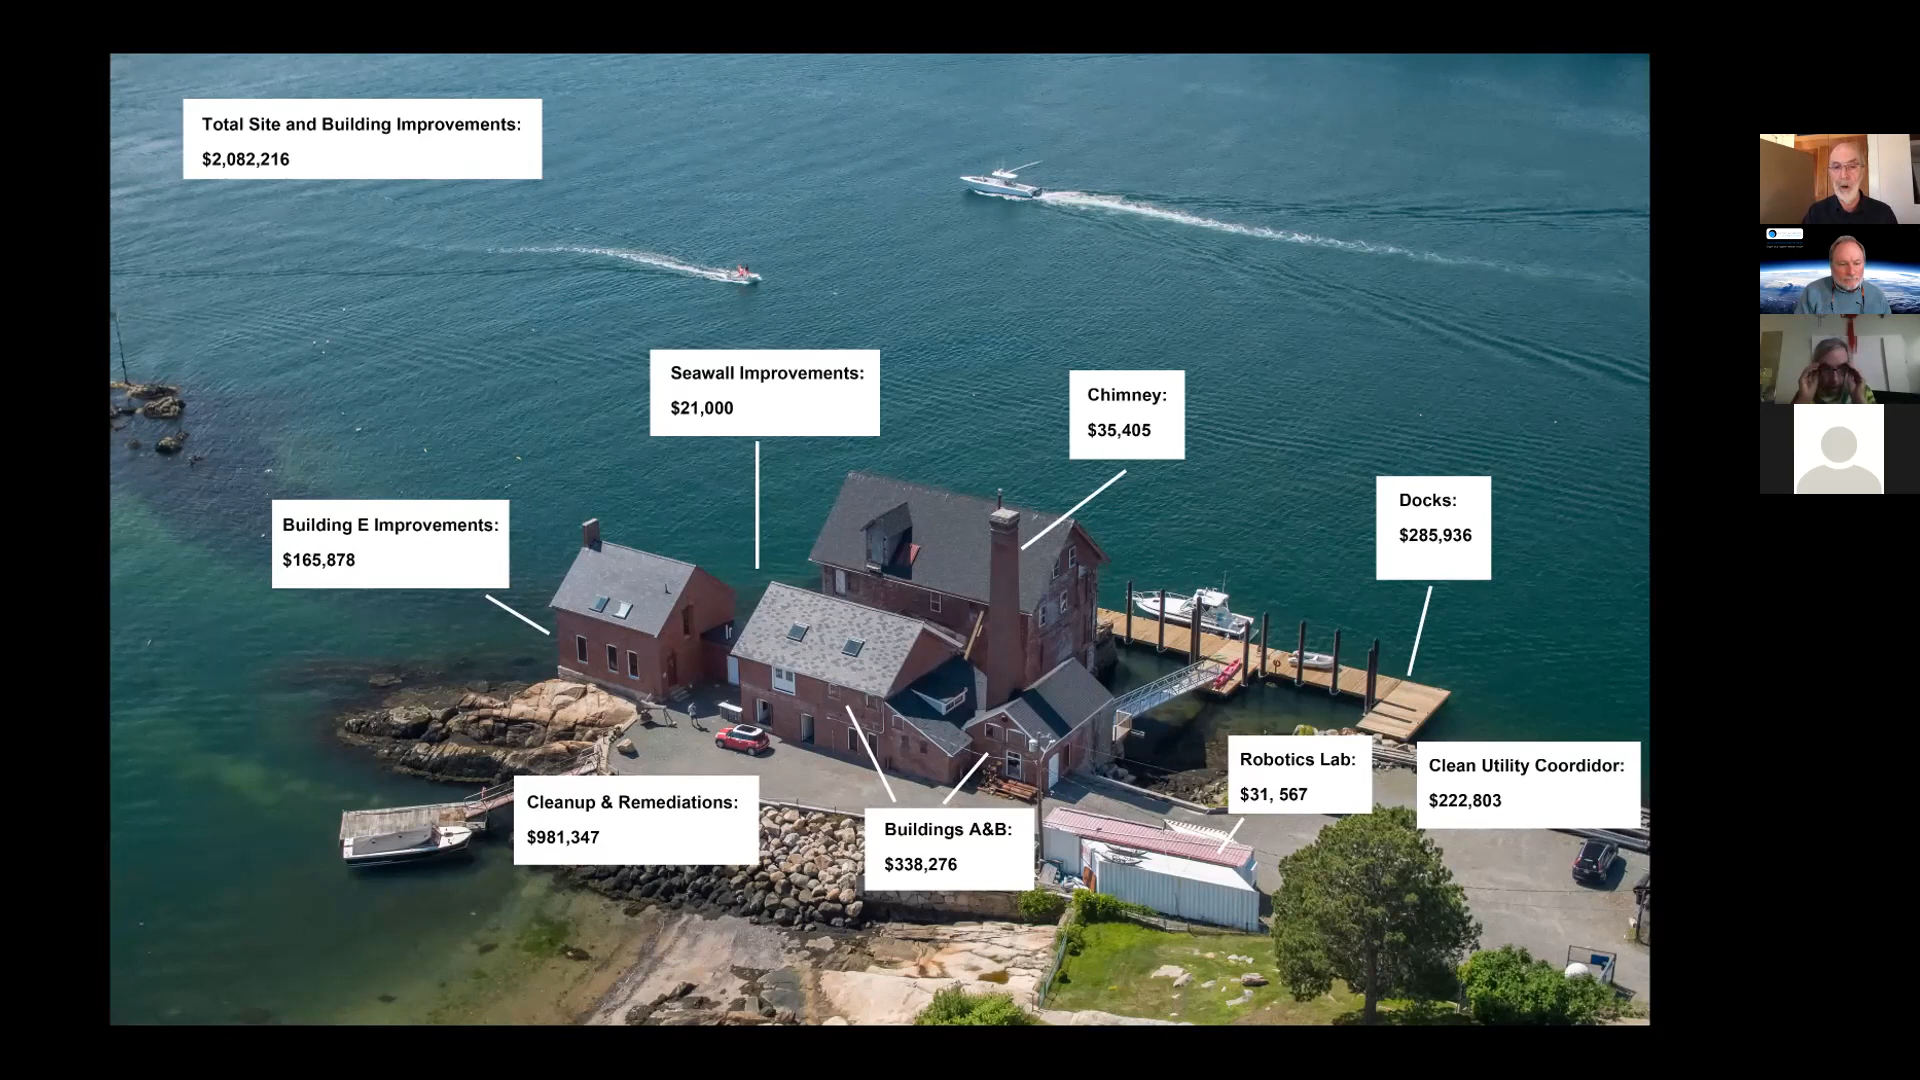 Total Site and Building Improvements:
$2,082,216
Seawall Improvements:
$21,000
Chimney:
$35,405
Docks:
$285,936
Building E Improvements:
$165,878
Robotics Lab:
$31, 567
Clean Utility Coordidor:
$222,803
Cleanup & Remediations:
$981,347
Buildings A&B:
$338,276